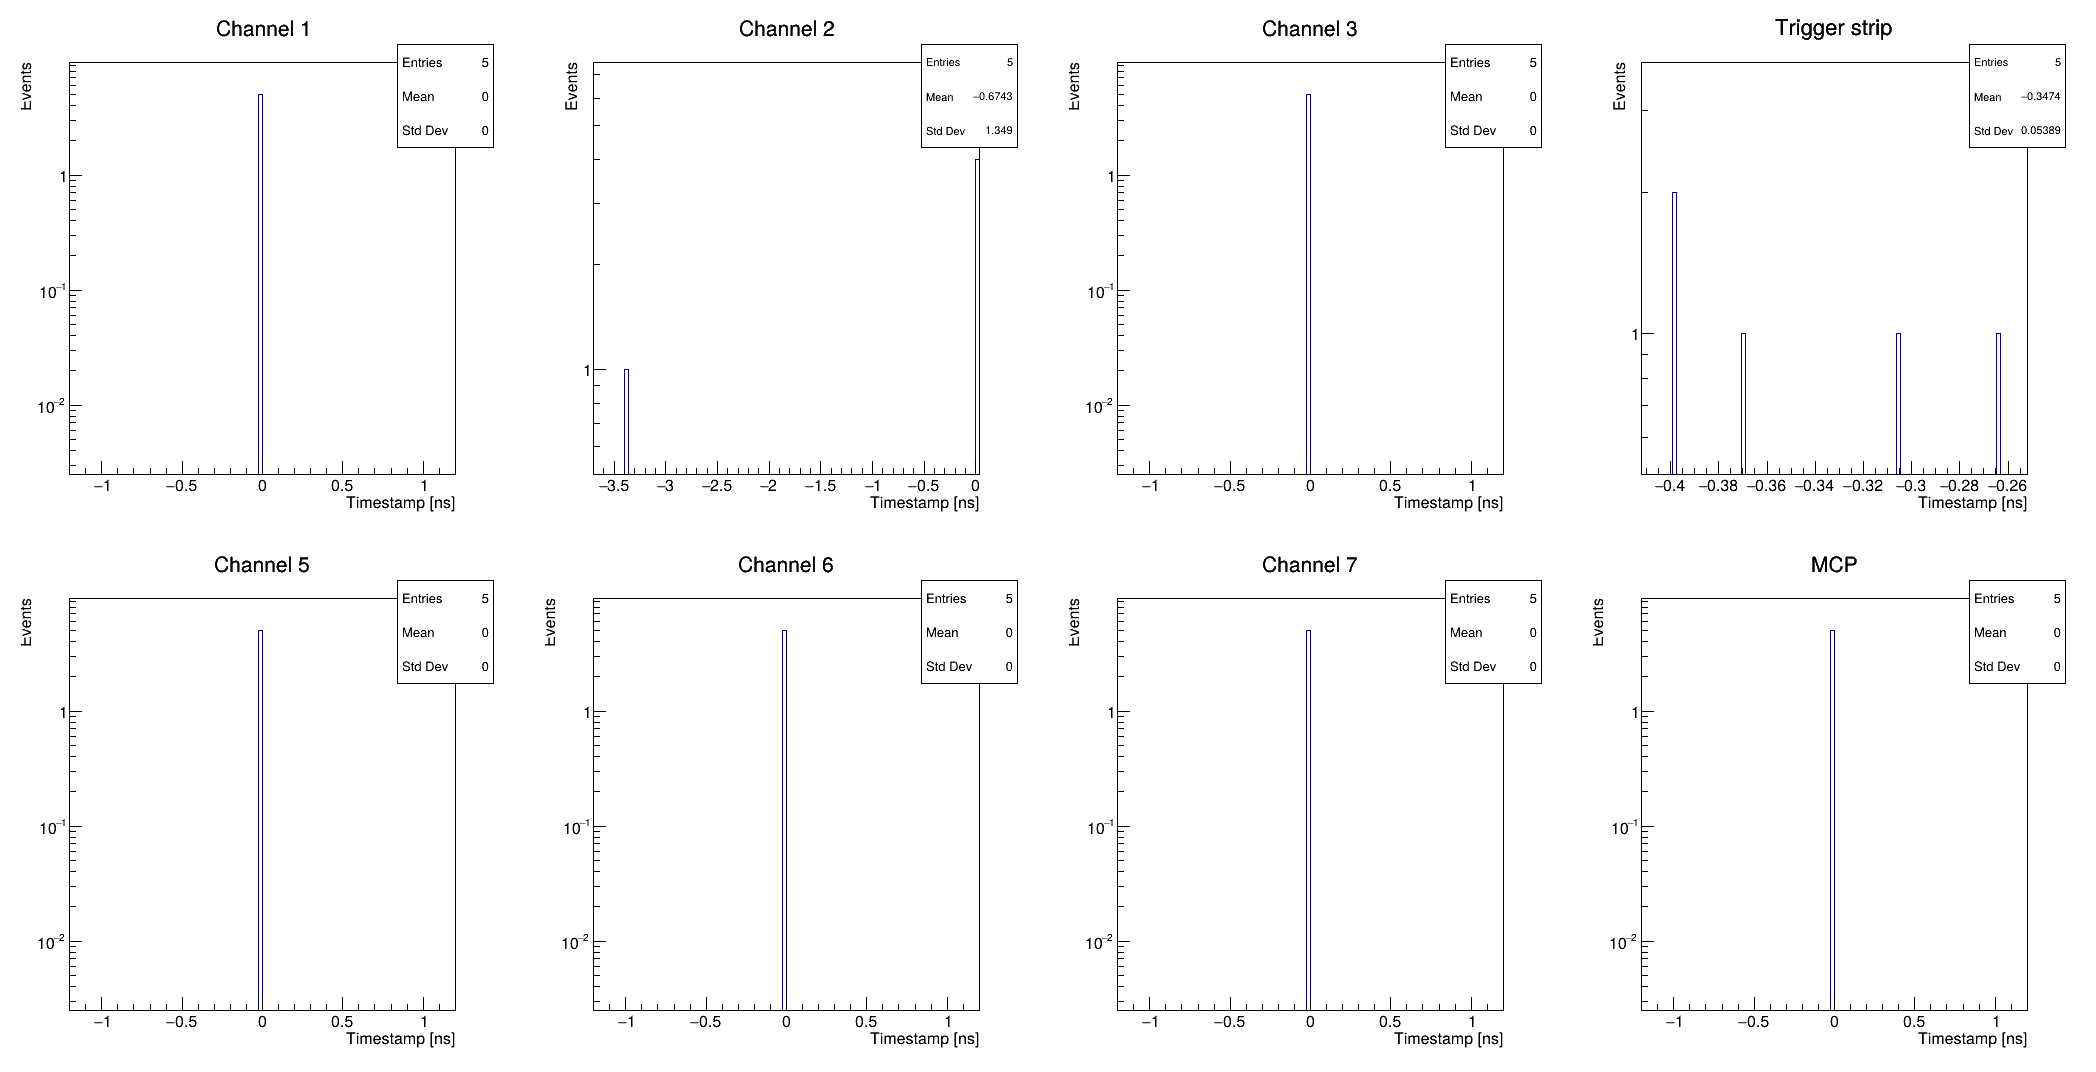 Channel 1
Events
Entries 5
Mean 0
Std Dev 0
1
10⁻¹
10⁻²
−1 −0.5 0 0.5 1
Timestamp [ns]
Channel 2
Events
Entries 5
Mean −0.6743
Std Dev 1.349
1
−3.5 −3 −2.5 −2 −1.5 −1 −0.5 0
Timestamp [ns]
Channel 3
Events
Entries 5
Mean 0
Std Dev 0
1
10⁻¹
10⁻²
−1 −0.5 0 0.5 1
Timestamp [ns]
Trigger strip
Events
Entries 5
Mean −0.3474
Std Dev 0.05389
1
−0.4 −0.38 −0.36 −0.34 −0.32 −0.3 −0.28 −0.26
Timestamp [ns]
Channel 5
Events
Entries 5
Mean 0
Std Dev 0
1
10⁻¹
10⁻²
−1 −0.5 0 0.5 1
Timestamp [ns]
Channel 6
Events
Entries 5
Mean 0
Std Dev 0
1
10⁻¹
10⁻²
−1 −0.5 0 0.5 1
Timestamp [ns]
Channel 7
Events
Entries 5
Mean 0
Std Dev 0
1
10⁻¹
10⁻²
−1 −0.5 0 0.5 1
Timestamp [ns]
MCP
Events
Entries 5
Mean 0
Std Dev 0
1
10⁻¹
10⁻²
−1 −0.5 0 0.5 1
Timestamp [ns]